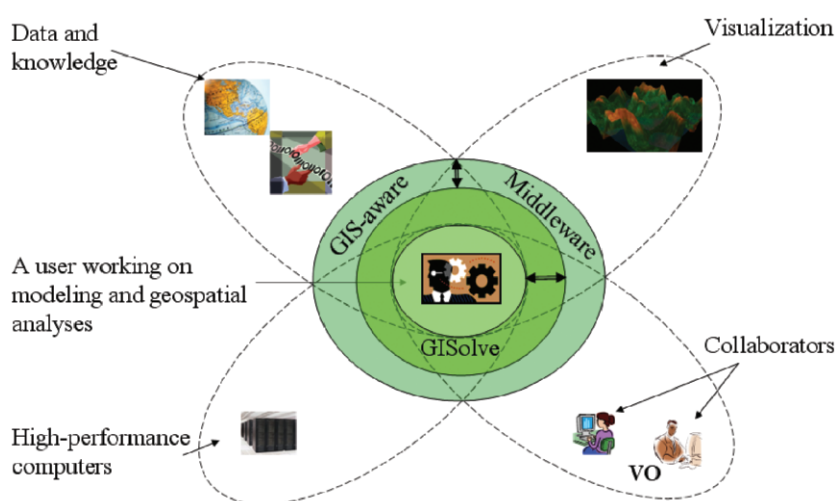 Data and
knowledge
Visualization
GIS-aware
Middleware
A user working on
modeling and geospatial
analyses
GISolve
Collaborators
High-performance
computers
VO